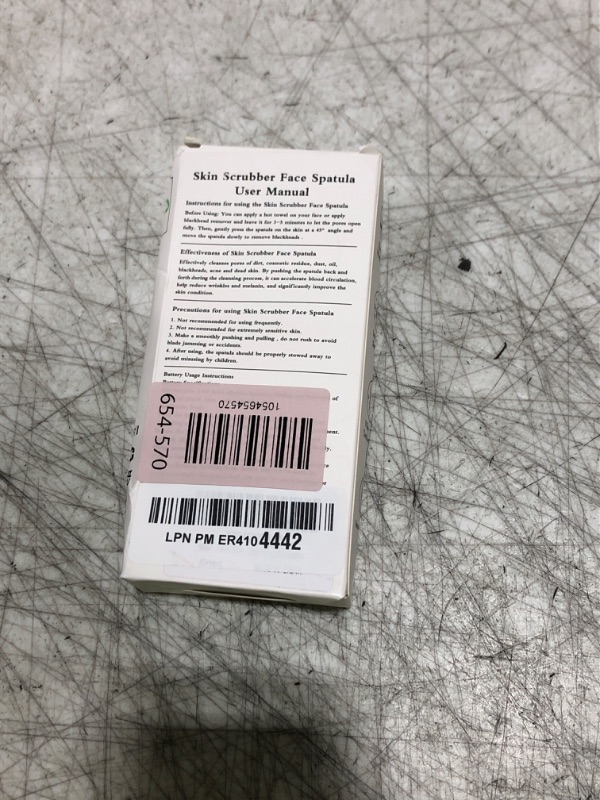 Skin Scrubber Face Spatula
User Manual
Instructions for using the Skin Scrubber Face Spatula
Before Using: You can apply a hot towel on your face or apply
blackhead remover and leave it for 3-5 minutes to let the pores open
fully. Then, gently press the spatula on the skin at a 45° angle and
move the spatula slowly to remove blackheads.
Effectiveness of Skin Scrubber Face Spatula
Effectively cleanses pores of dirt, cosmetic residue, dust, oil,
blackheads, acne and dead skin. By pushing the spatula back and
forth during the cleansing process, it can accelerate blood circulation,
help reduce wrinkles and melanin, and significantly improve the
skin condition.
Precautions for using Skin Scrubber Face Spatula
1. Not recommended for using frequently.
2. Not recommended for extremely sensitive skin.
3. Make a smoothly pushing and pulling , do not rush to avoid
blade jamming or accidents.
4. After using, the spatula should be properly stowed away to
avoid misusing by children.
Battery Usage Instructions
of
654-570
1054654570
LPN PM ER4104442